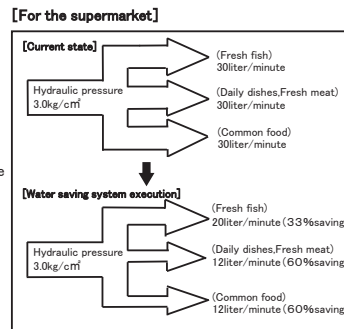 [For the supermarket]
[Current state]
(Fresh fish)
30liter/minute
Hydraulic pressure
3.0kg/c㎡
(Daily dishes,Fresh meat)
30liter/minute
(Common food)
30liter/minute
e
[Water saving system execution]
(Fresh fish)
20liter/minute(33%saving
Hydraulic pressure
3.0kg/c㎡
(Daily dishes,Fresh meat)
12liter/minute(60%saving
(Common food)
12liter/minute(60%saving